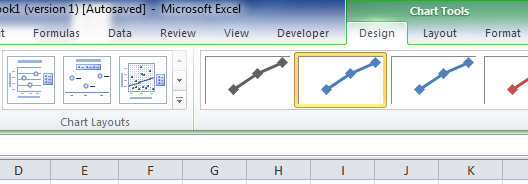 ook1 (version 1) [Autosaved] - Microsoft Excel
Chart Tools
Formulas Data Review View Developer Design Layout Format
Chart Layouts
D E F G H I J K